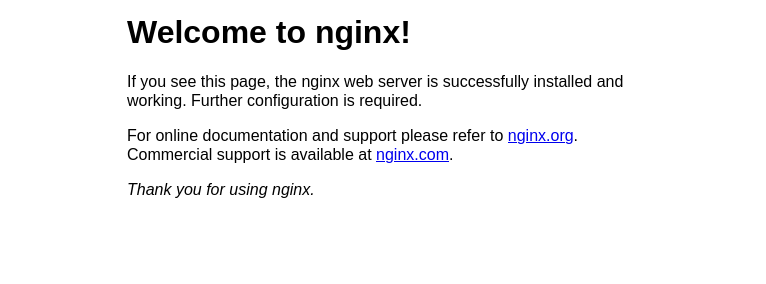 Welcome to nginx!
If you see this page, the nginx web server is successfully installed and
working. Further configuration is required.
For online documentation and support please refer to nginx.org.
Commercial support is available at nginx.com.
Thank you for using nginx.